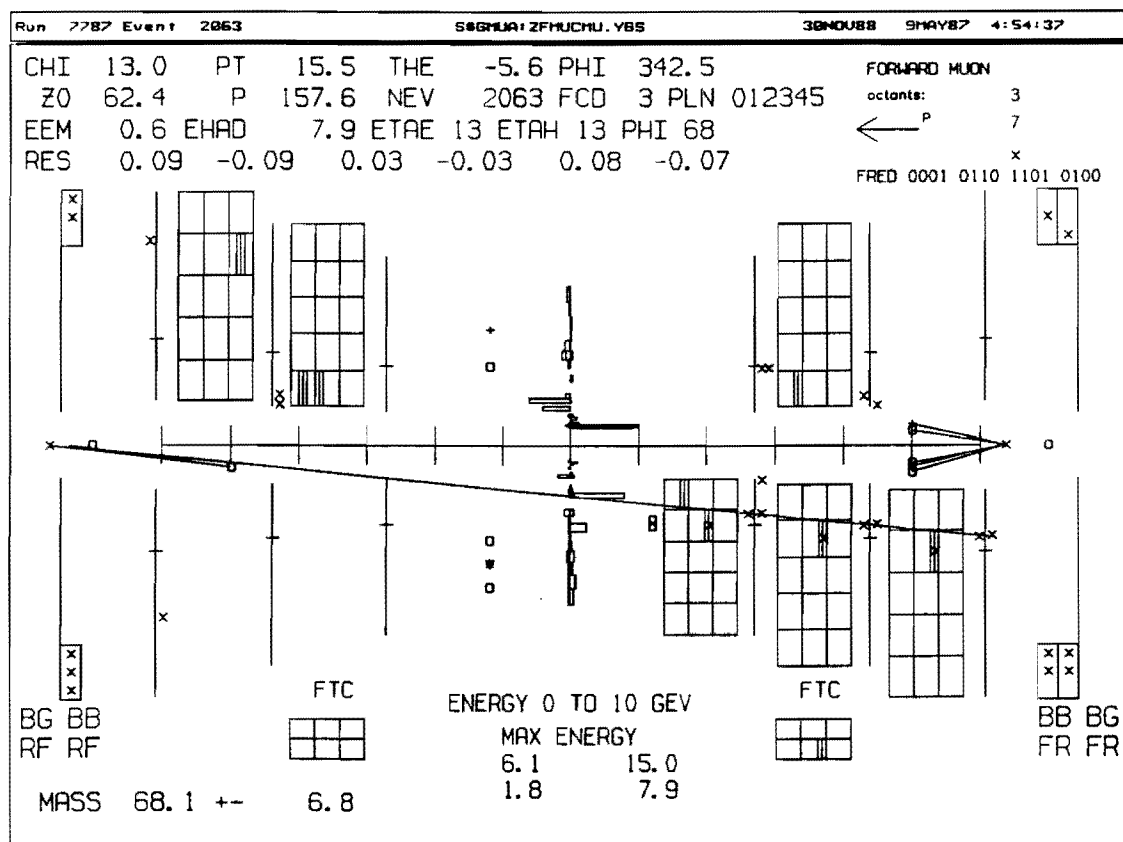 Run 7787 Event 2063 S$GMUA:ZFMUCMU.YBS 30NOV88 9MAY87 4:54:37
CHI 13.0 PT 15.5 THE -5.6 PHI 342.5
Z0 62.4 P 157.6 NEV 2063 FCD 3 PLN 012345
EEM 0.6 EHAD 7.9 ETAE 13 ETAH 13 PHI 68
RES 0.09 -0.09 0.03 -0.03 0.08 -0.07
FORWARD MUON
octants: 3
P 7
x
FRED 0001 0110 1101 0100
FTC
FTC
BG BB
RF RF
ENERGY 0 TO 10 GEV
MAX ENERGY
6.1 15.0
1.8 7.9
BB BG
FR FR
MASS 68.1 +- 6.8